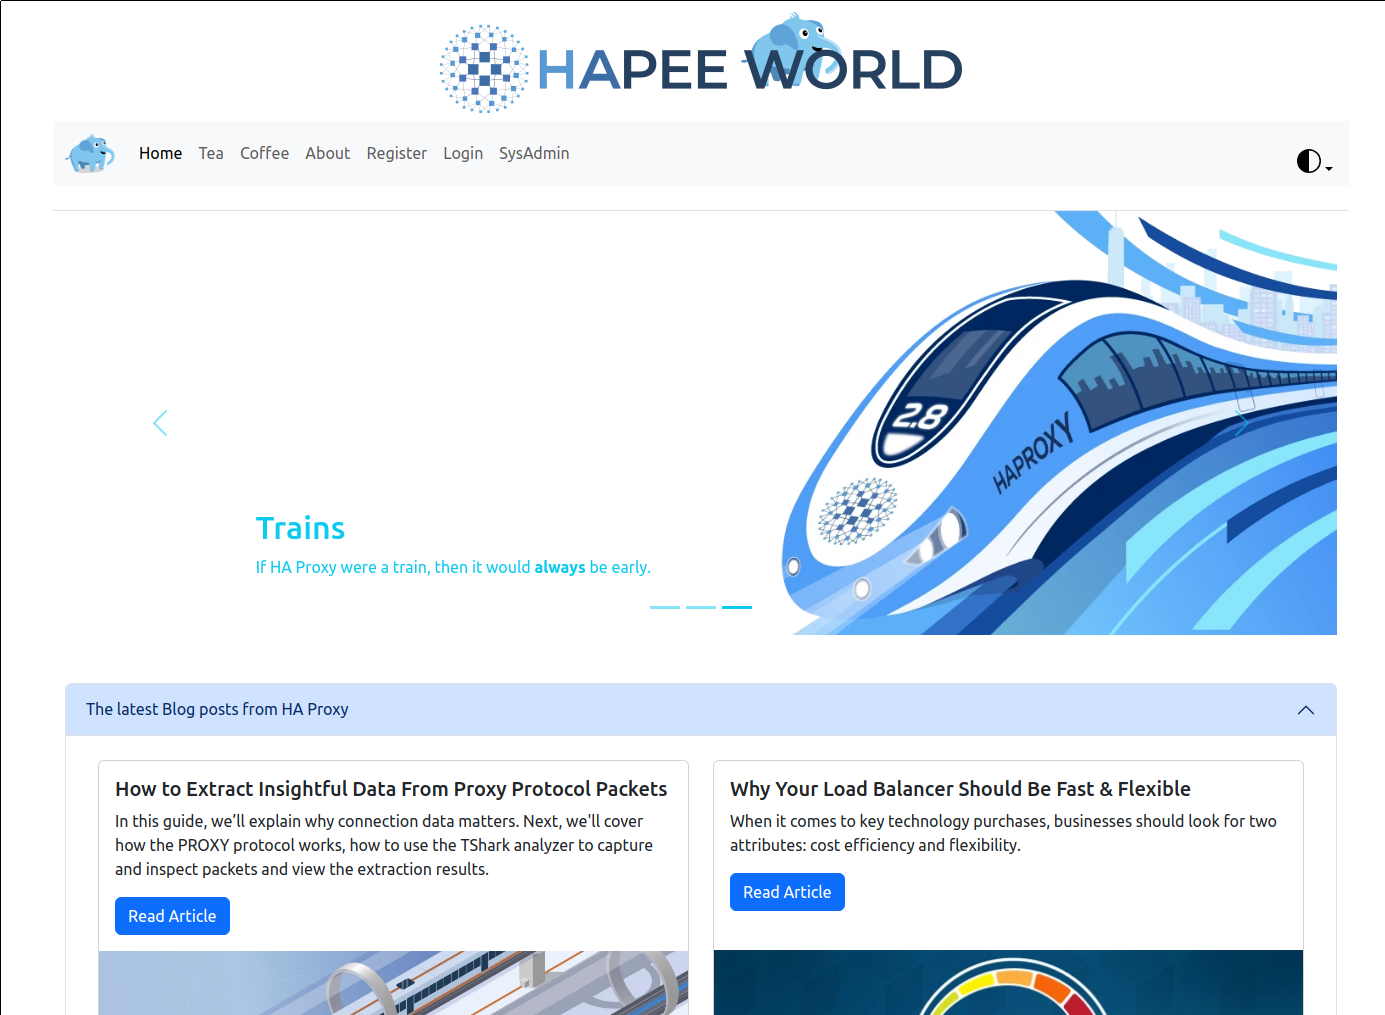 HAPEE WORLD
Home Tea Coffee About Register Login SysAdmin
2.8
HAPROXY
Trains
If HA Proxy were a train, then it would always be early.
The latest Blog posts from HA Proxy
How to Extract Insightful Data From Proxy Protocol Packets
In this guide, we’ll explain why connection data matters. Next, we'll cover
how the PROXY protocol works, how to use the TShark analyzer to capture
and inspect packets and view the extraction results.
Read Article
Why Your Load Balancer Should Be Fast & Flexible
When it comes to key technology purchases, businesses should look for two
attributes: cost efficiency and flexibility.
Read Article